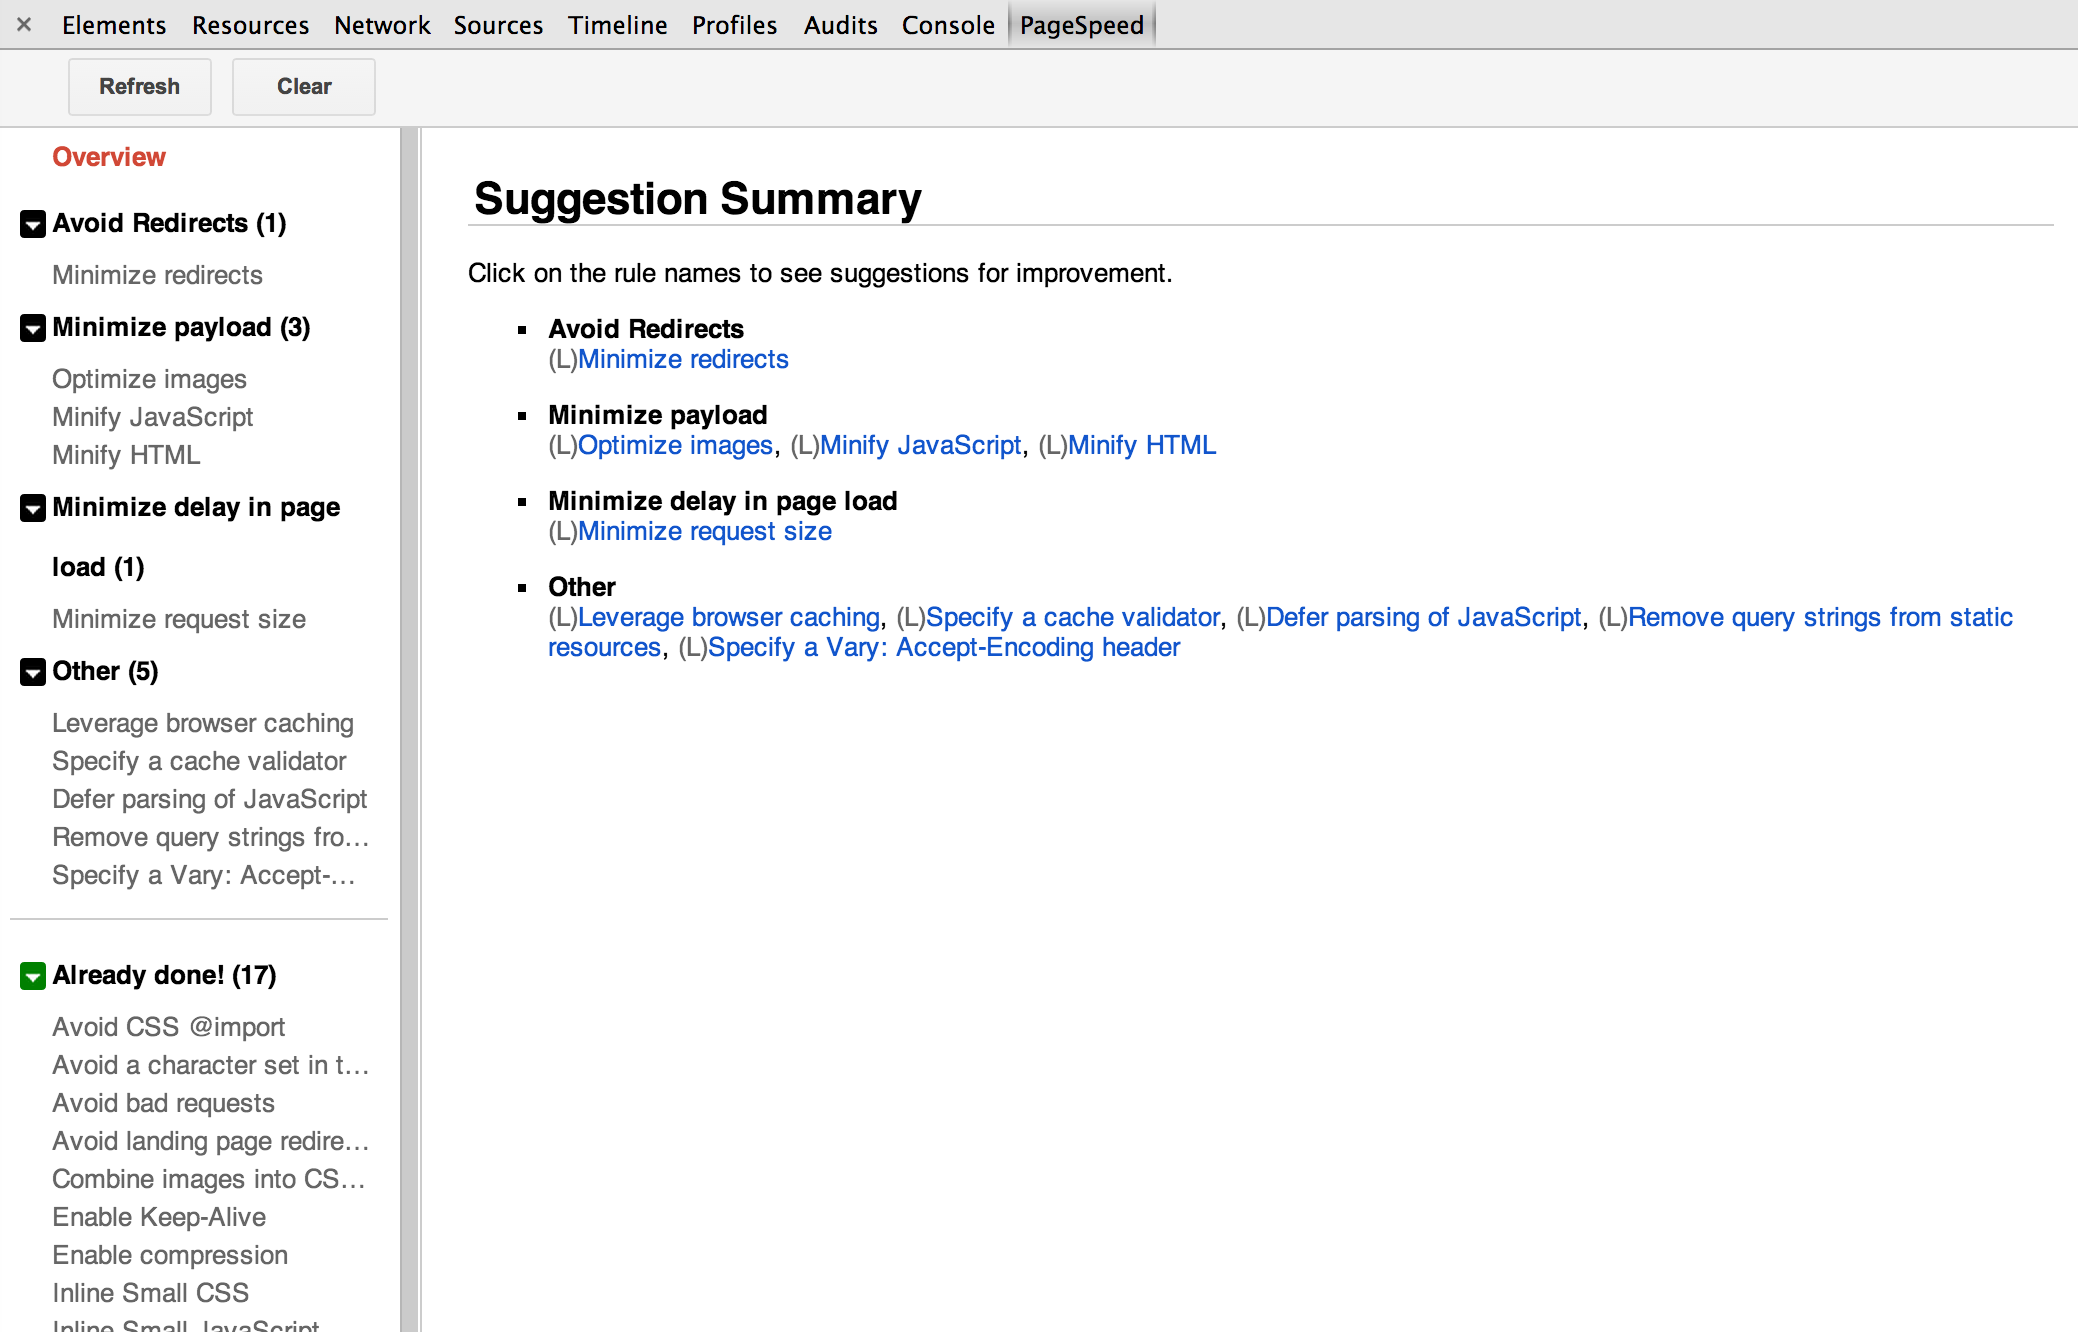 × Elements Resources Network Sources Timeline Profiles Audits Console PageSpeed
Refresh Clear
Overview
Avoid Redirects (1)
Minimize redirects
Minimize payload (3)
Optimize images
Minify JavaScript
Minify HTML
Minimize delay in page
load (1)
Minimize request size
Other (5)
Leverage browser caching
Specify a cache validator
Defer parsing of JavaScript
Remove query strings fro...
Specify a Vary: Accept-...
Already done! (17)
Avoid CSS @import
Avoid a character set in t...
Avoid bad requests
Avoid landing page redire...
Combine images into CS...
Enable Keep-Alive
Enable compression
Inline Small CSS
Inline Small JavaScript
Suggestion Summary
Click on the rule names to see suggestions for improvement.
Avoid Redirects
(L)Minimize redirects
Minimize payload
(L)Optimize images, (L)Minify JavaScript, (L)Minify HTML
Minimize delay in page load
(L)Minimize request size
Other
(L)Leverage browser caching, (L)Specify a cache validator, (L)Defer parsing of JavaScript, (L)Remove query strings from static
resources, (L)Specify a Vary: Accept-Encoding header